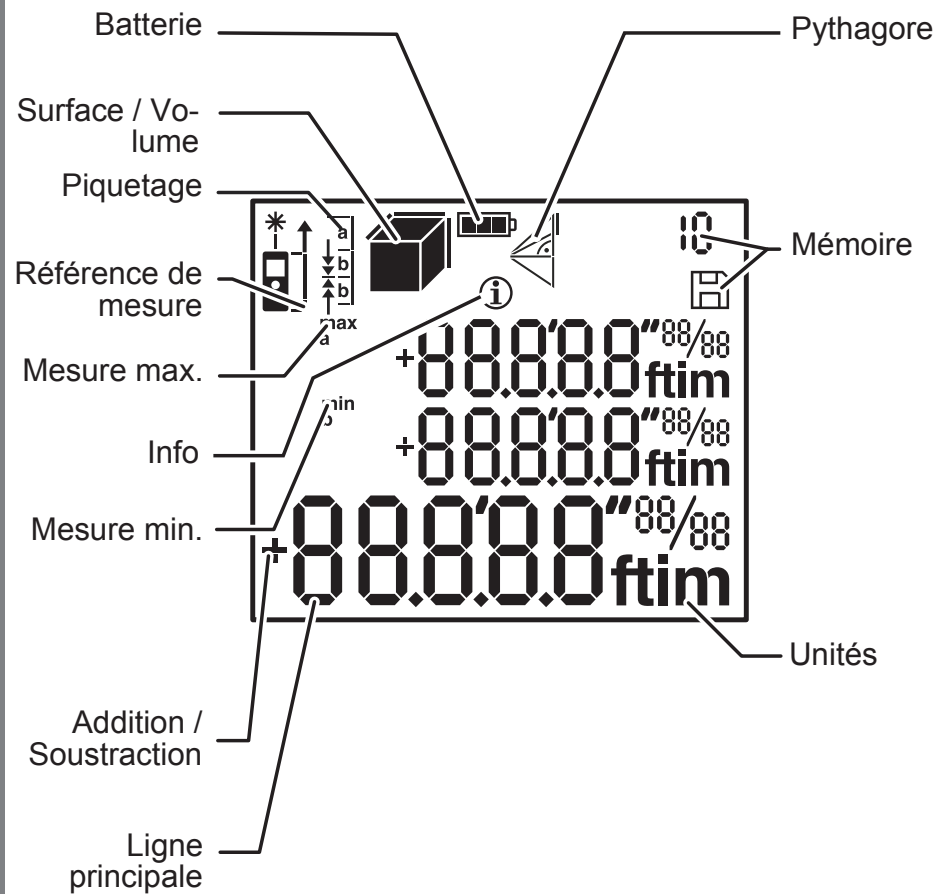 Batterie
Pythagore
Surface / Vo-
lume
Piquetage
Référence de
mesure
Mesure max.
Info
Mesure min.
Addition /
Soustraction
Ligne
principale
Mémoire
Unités
a
b
b
max
a
min
b
i
10
+88.8'8.8"88/88
ftim
+88.8'8.8"88/88
ftim
+88.8'8.8"88/88
ftim